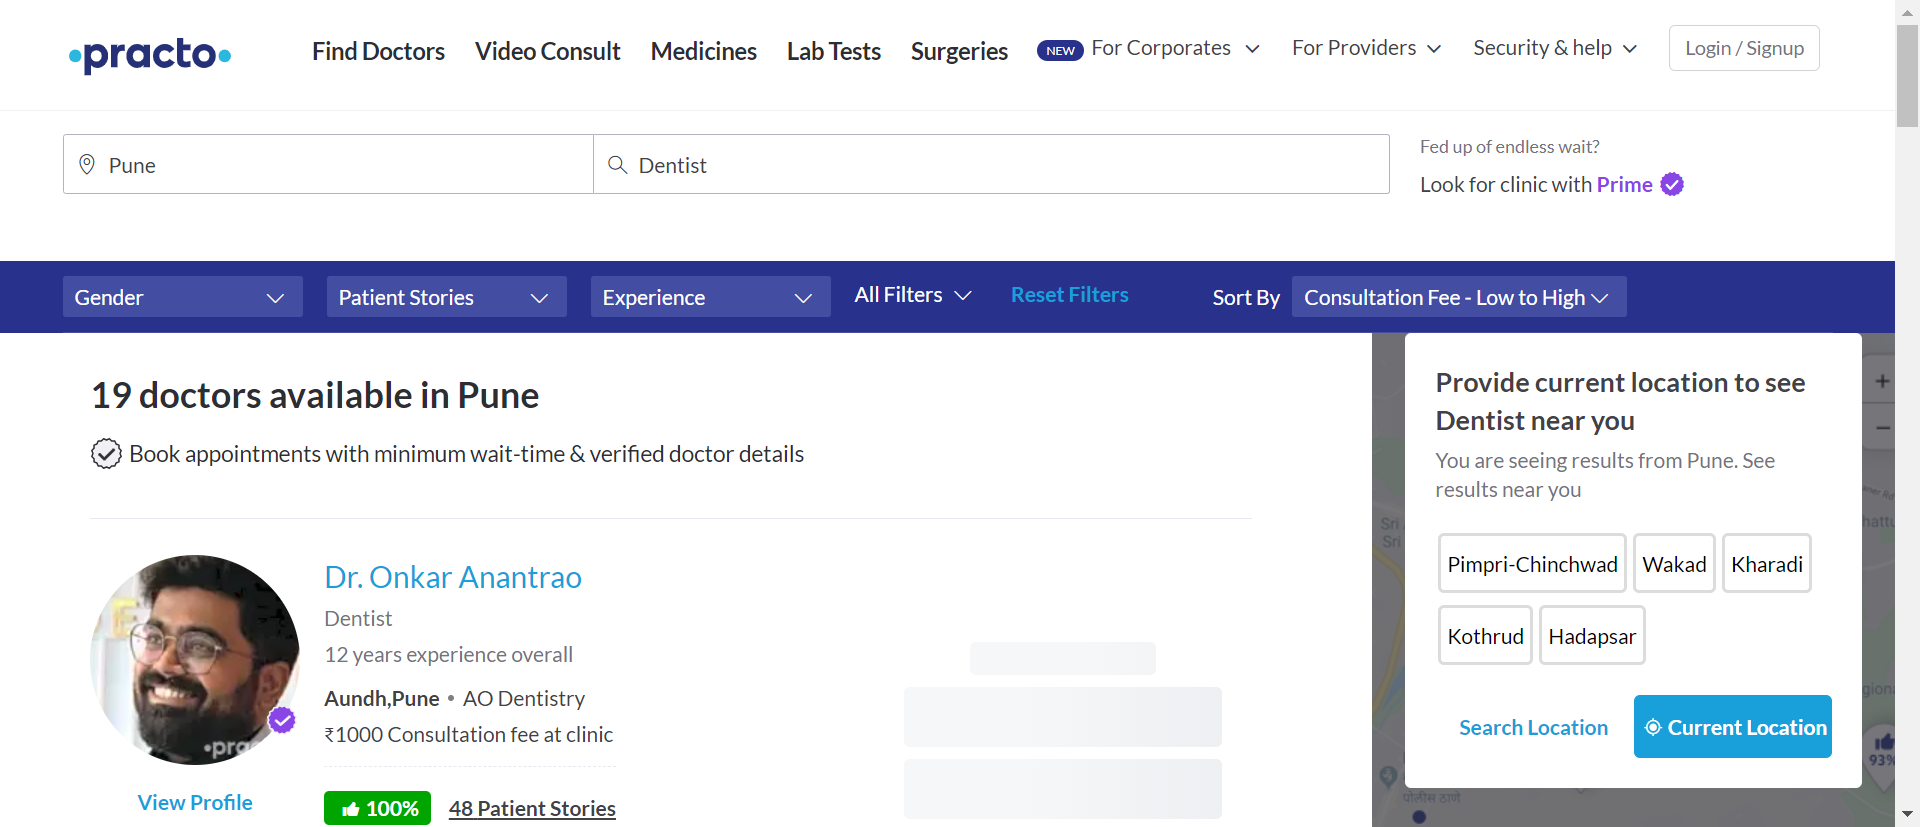 practo
Find Doctors
Video Consult
Medicines
Lab Tests
Surgeries
NEW
For Corporates
For Providers
Security & help
Login / Signup
Pune
Dentist
Fed up of endless wait?
Look for clinic with Prime
Gender
Patient Stories
Experience
All Filters
Reset Filters
Sort By
Consultation Fee - Low to High
19 doctors available in Pune
Book appointments with minimum wait-time & verified doctor details
Dr. Onkar Anantrao
Dentist
12 years experience overall
Aundh,Pune • AO Dentistry
₹1000 Consultation fee at clinic
View Profile
100%
48 Patient Stories
Provide current location to see
Dentist near you
You are seeing results from Pune. See
results near you
Pimpri-Chinchwad
Wakad
Kharadi
Kothrud
Hadapsar
Search Location
Current Location
Sri
Sri
93%
पोलीस ठाणे